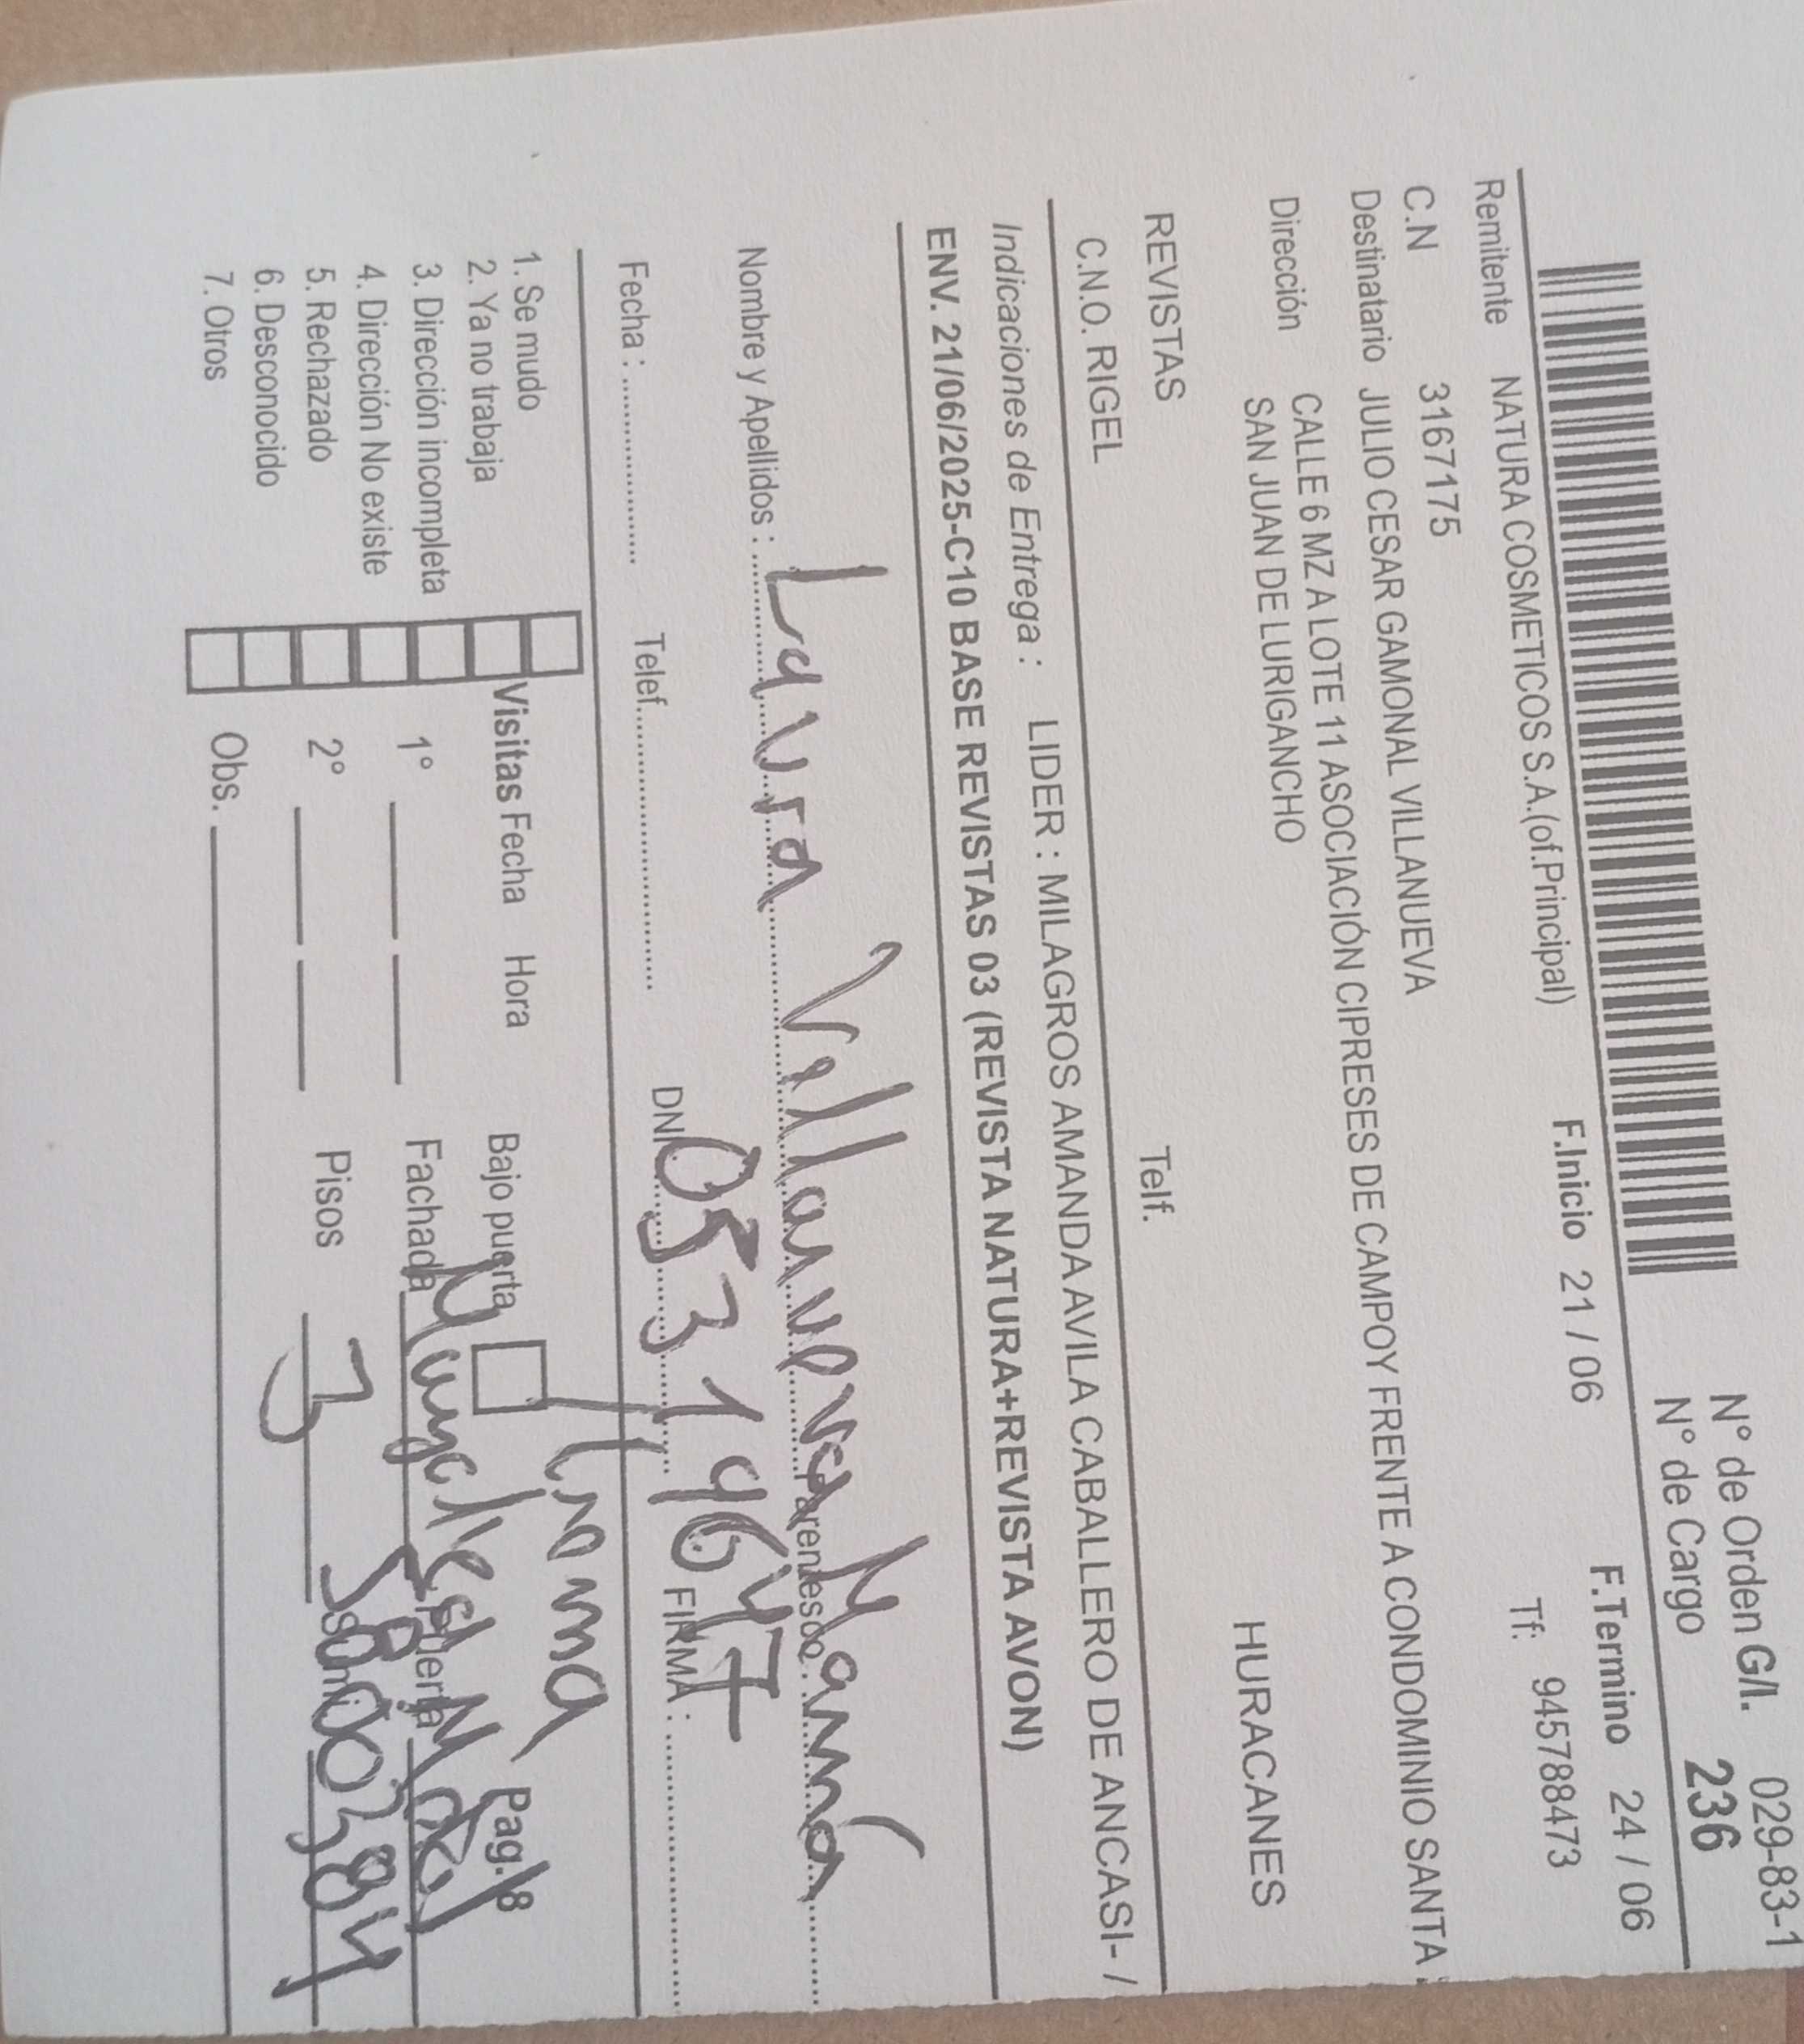 N° de Orden G/I. 029-83-1
N° de Cargo 236
F.Inicio 21 / 06 F.Termino 24 / 06
Remitente NATURA COSMETICOS S.A.(of.Principal) Tf: 945788473
C.N 3167175
Destinatario JULIO CESAR GAMONAL VILLANUEVA
Dirección CALLE 6 MZ A LOTE 11 ASOCIACIÓN CIPRESES DE CAMPOY FRENTE A CONDOMINIO SANTA
SAN JUAN DE LURIGANCHO HURACANES
REVISTAS Telf.
C.N.O. RIGEL
Indicaciones de Entrega : LIDER : MILAGROS AMANDA AVILA CABALLERO DE ANCASI- /
ENV. 21/06/2025-C10 BASE REVISTAS 03 (REVISTA NATURA+REVISTA AVON)
Nombre y Apellidos : Laura Villanueva Parentesco : Mamá
Fecha : Telef. DNI 05319647 FIRMA :
1. Se mudo
2. Ya no trabaja
3. Dirección incompleta
4. Dirección No existe
5. Rechazado
6. Desconocido
7. Otros
Visitas Fecha Hora
1°
2°
Obs.
Bajo puerta Crema Pag. 8
Fachada Puerta
Pisos 3 Sumi. 5800384